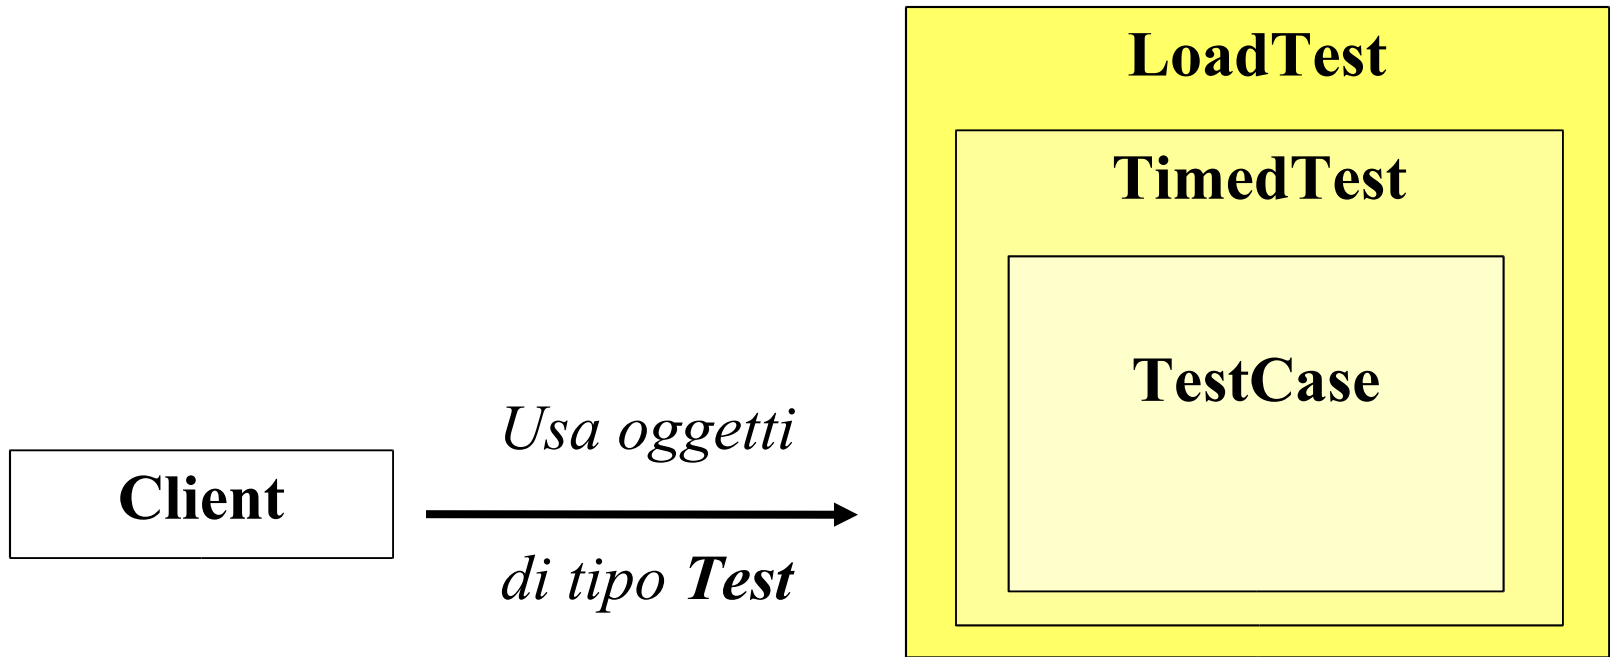 LoadTest
TimedTest
TestCase
Client
Usa oggetti
di tipo Test